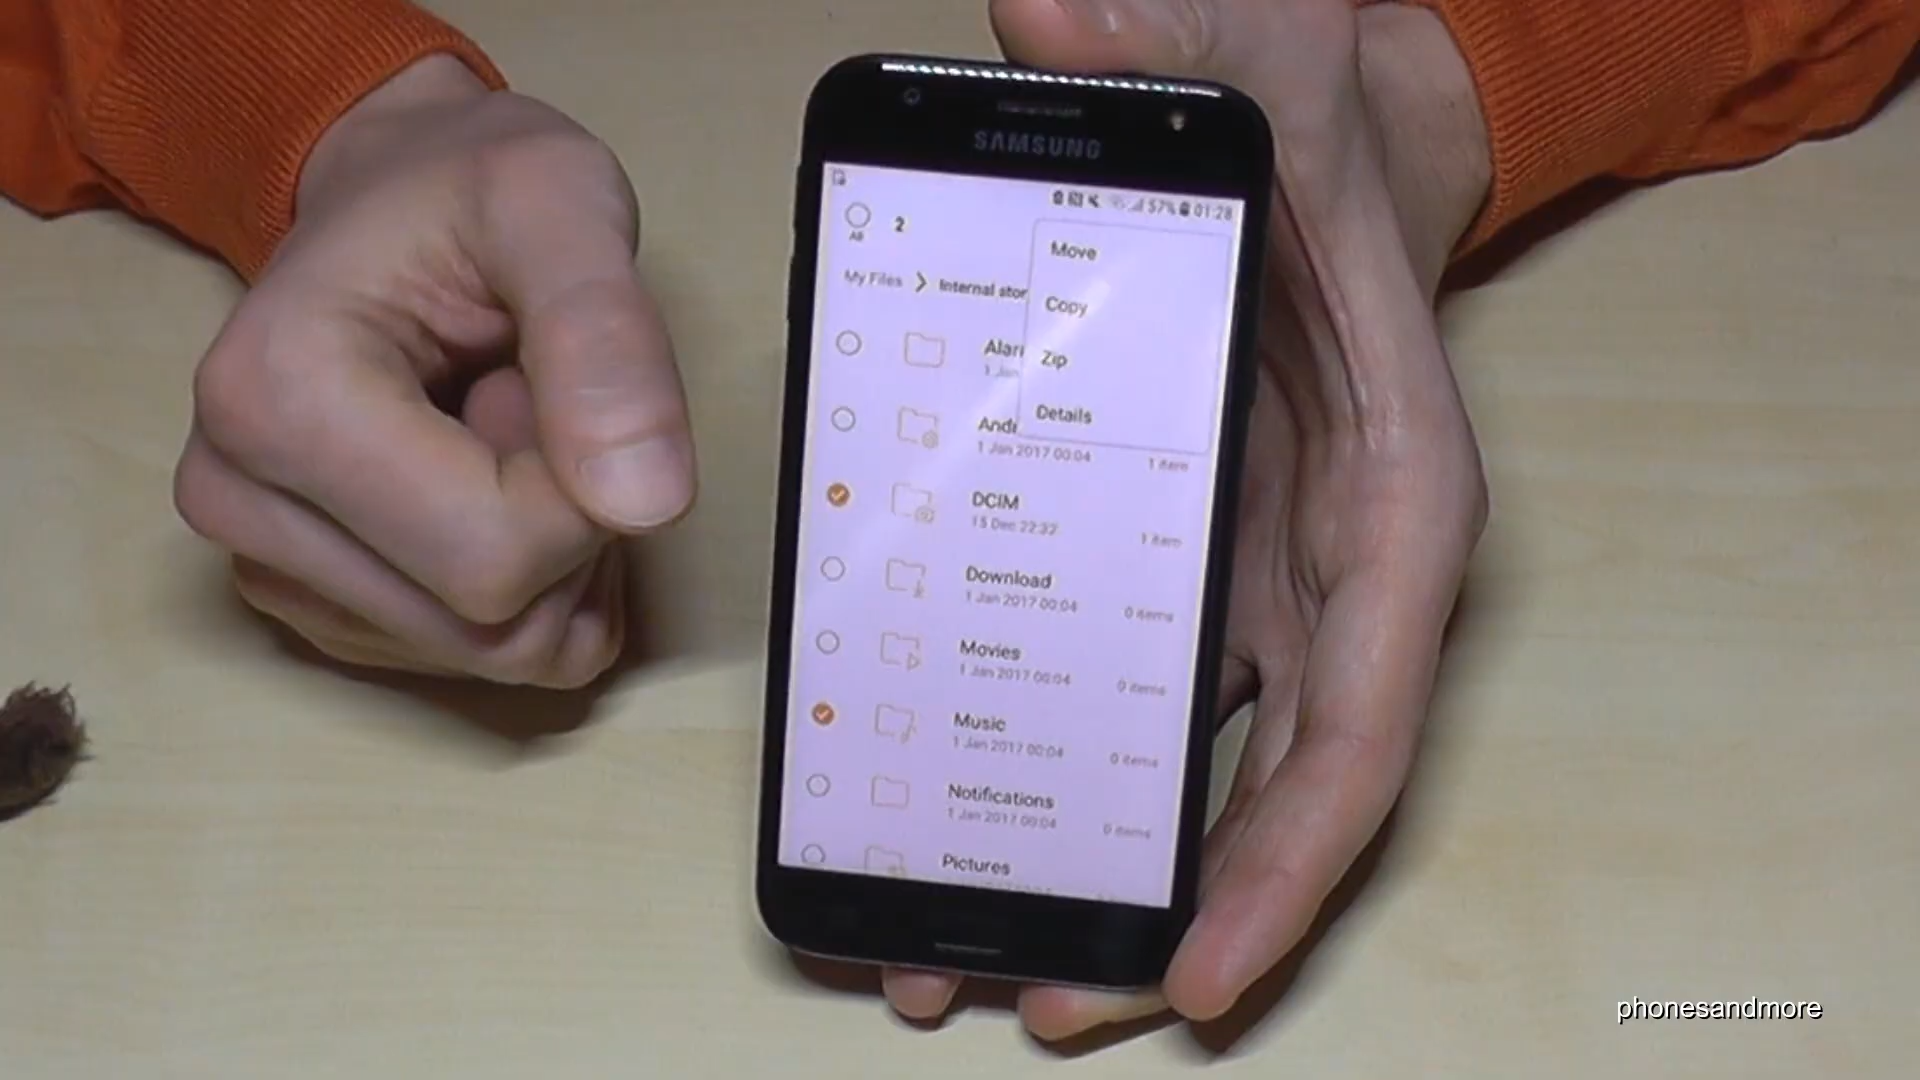 SAMSUNG
57% 01:28
All
2
Move
My Files > Internal stor
Copy
Alar
1 Jan
Zip
Details
Andr
1 Jan 2017 00:04
1 item
DCIM
15 Dec 22:32
1 item
Download
1 Jan 2017 00:04
0 items
Movies
1 Jan 2017 00:04
0 items
Music
1 Jan 2017 00:04
0 items
Notifications
1 Jan 2017 00:04
0 items
Pictures
phonesandmore